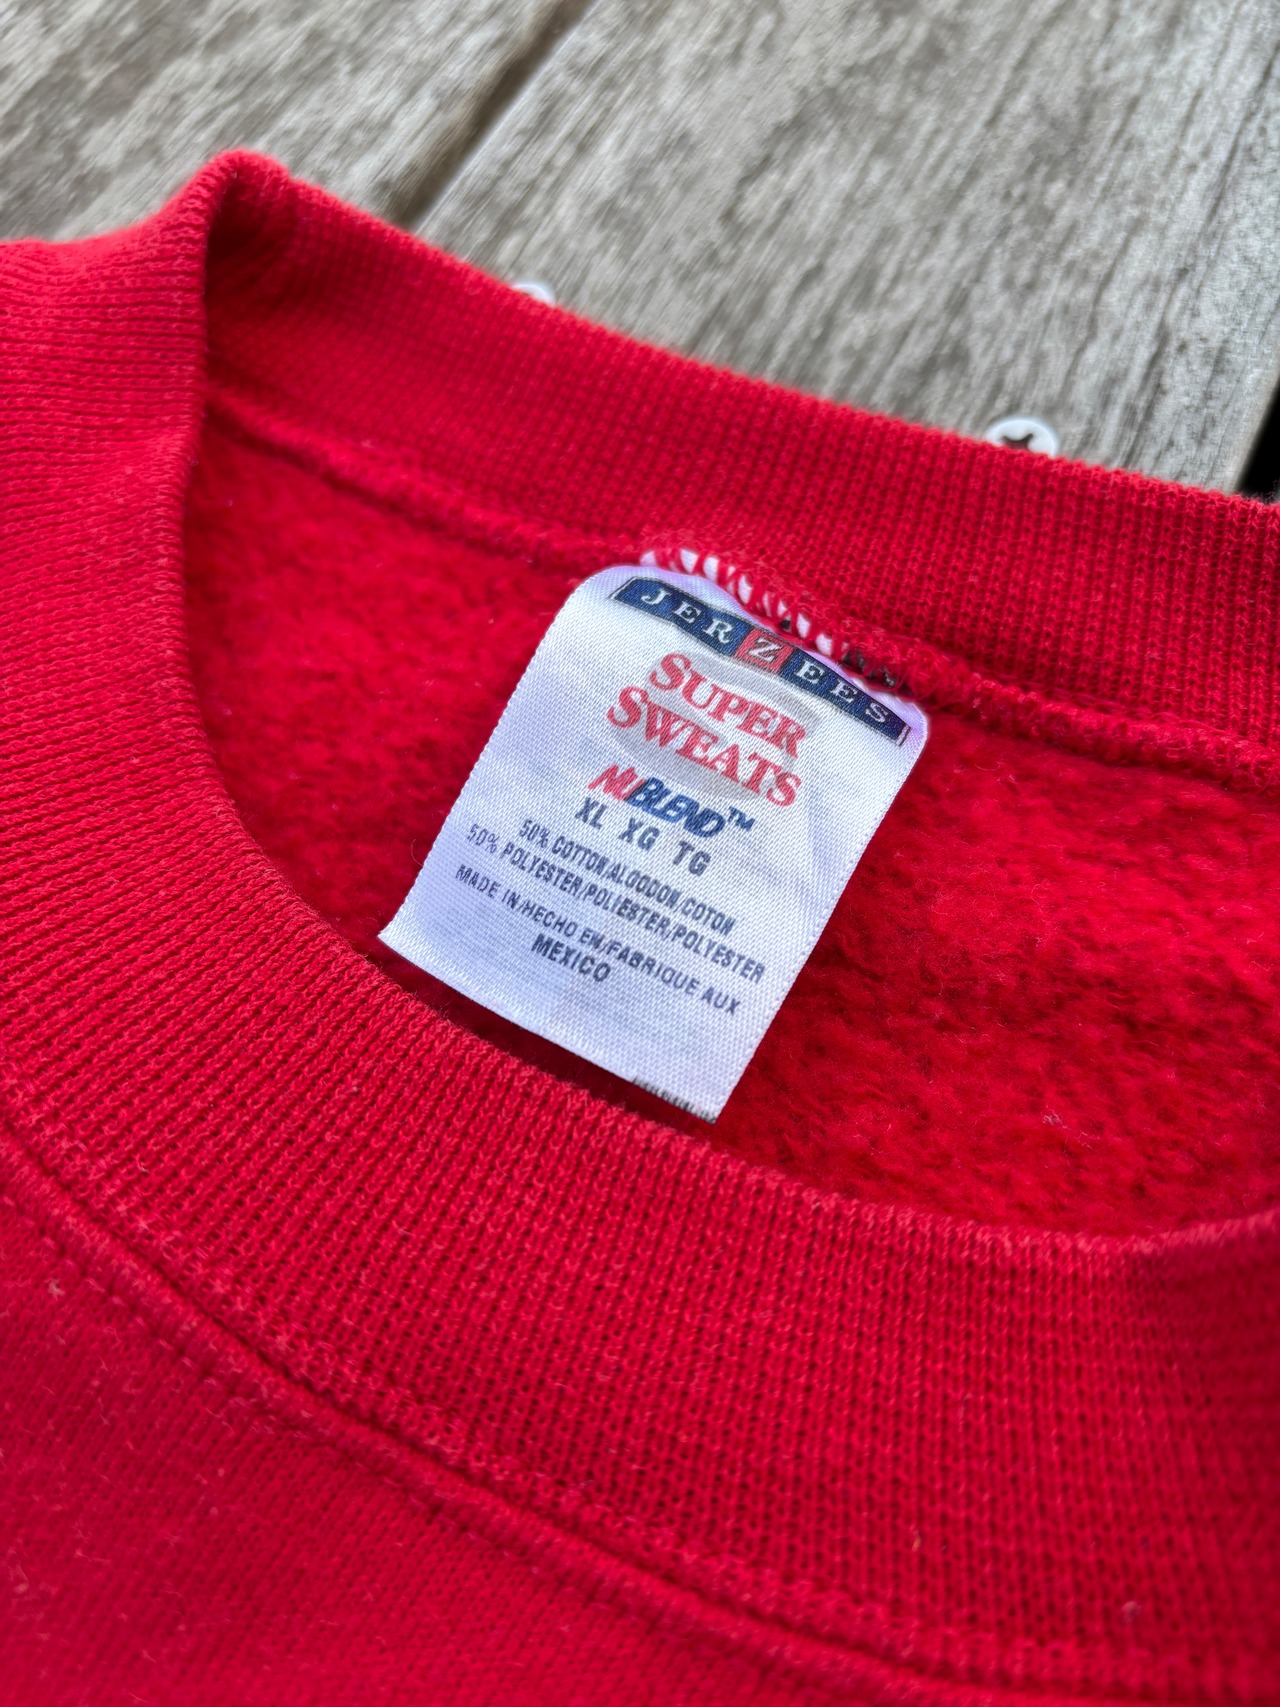 JERZEES
SUPER
SWEATS
NUBLEND™
XL XG TG
50% COTTON/ALGODON/COTON
50% POLYESTER/POLIESTER/POLYESTER
MADE IN/HECHO EN/FABRIQUE AUX
MEXICO